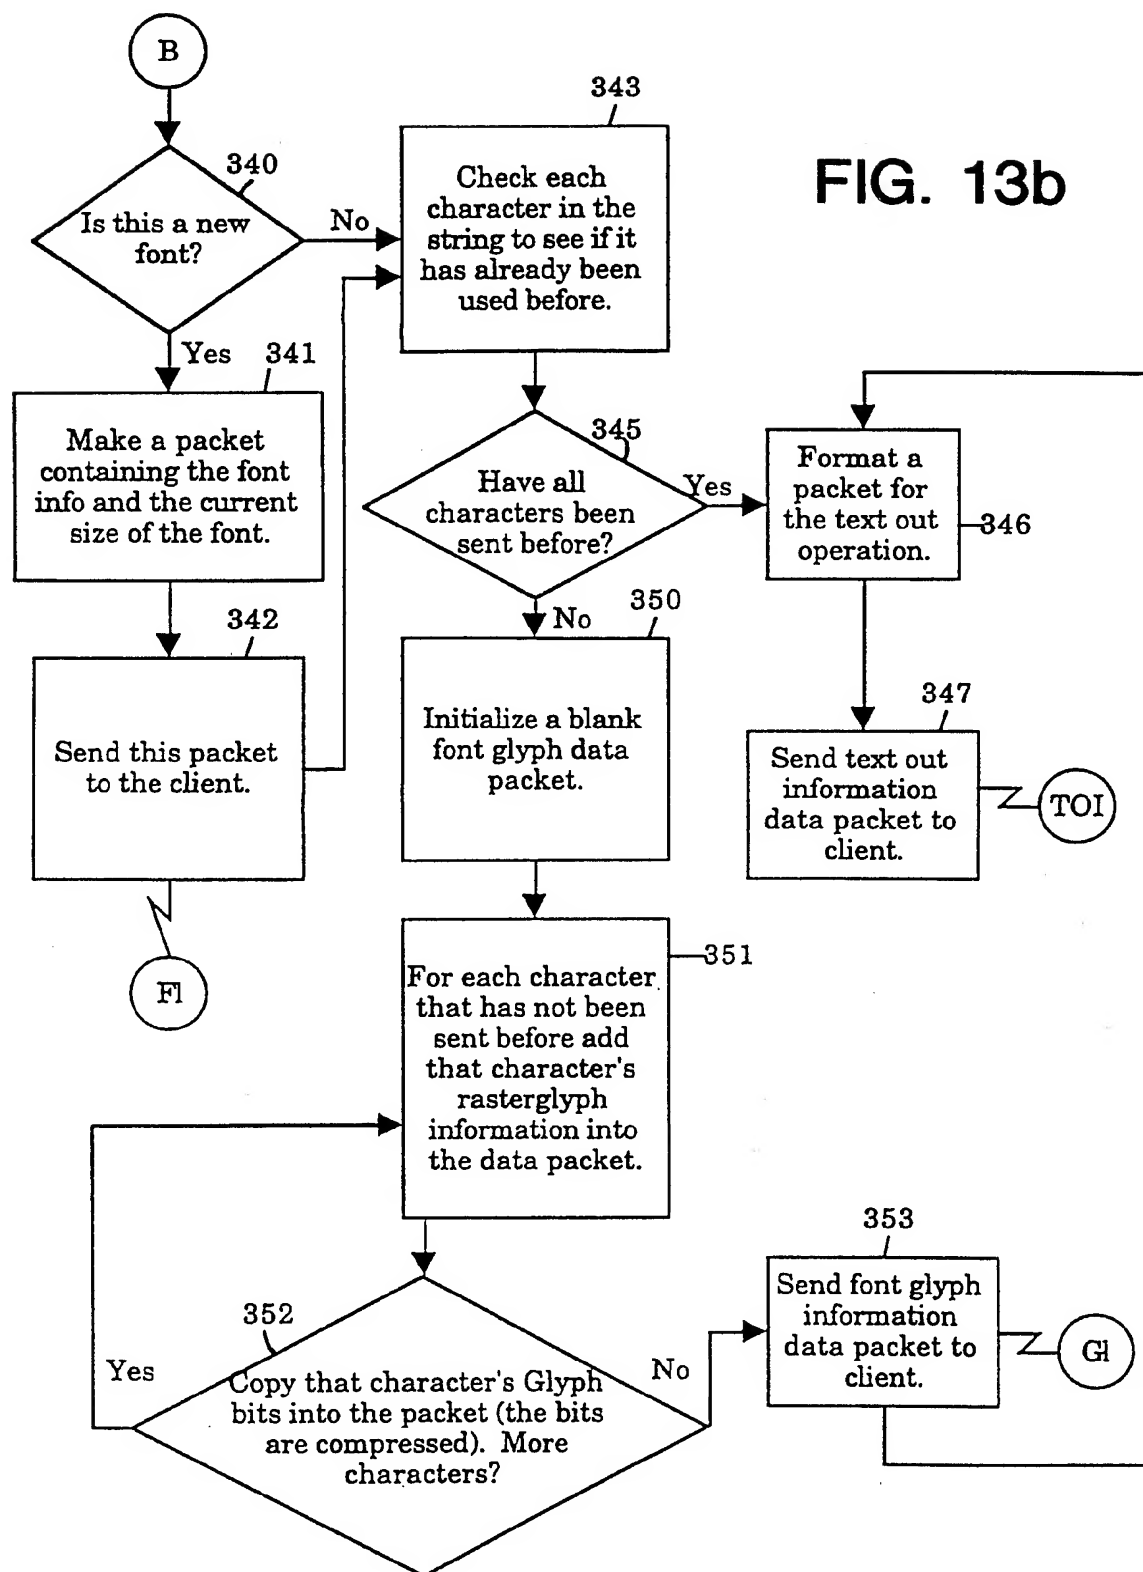 B
FIG. 13b
340
Is this a new
font?
No
Yes
341
Make a packet
containing the font
info and the current
size of the font.
342
Send this packet
to the client.
FI
343
Check each
character in the
string to see if it
has already been
used before.
345
Have all
characters been
sent before?
Yes
No
Format a
packet for
the text out
operation.
346
347
Send text out
information
data packet to
client.
TOI
350
Initialize a blank
font glyph data
packet.
351
For each character
that has not been
sent before add
that character's
rasterglyph
information into
the data packet.
352
Yes
No
Copy that character's Glyph
bits into the packet (the bits
are compressed). More
characters?
353
Send font glyph
information
data packet to
client.
GI